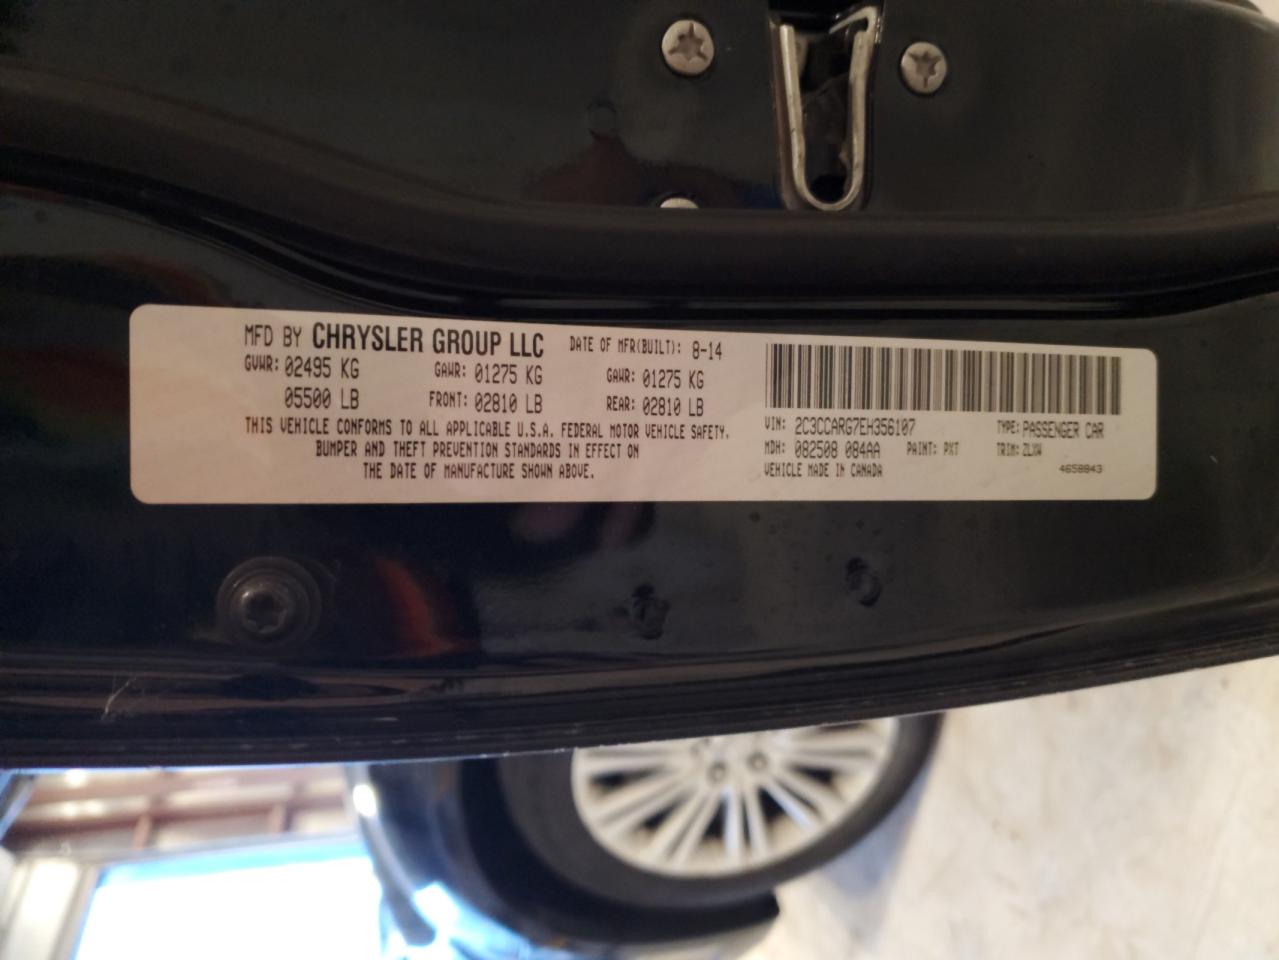 MFD BY CHRYSLER GROUP LLC DATE OF MFR(BUILT): 8-14
GVWR: 02495 KG GAWR: 01275 KG GAWR: 01275 KG
05500 LB FRONT: 02810 LB REAR: 02810 LB
THIS VEHICLE CONFORMS TO ALL APPLICABLE U.S.A. FEDERAL MOTOR VEHICLE SAFETY,
BUMPER AND THEFT PREVENTION STANDARDS IN EFFECT ON
THE DATE OF MANUFACTURE SHOWN ABOVE.
VIN: 2C3CCARG7EH356107 TYPE: PASSENGER CAR
MDH: 082508 084AA PAINT: PXT TRIM: ZLXW
VEHICLE MADE IN CANADA 4658843